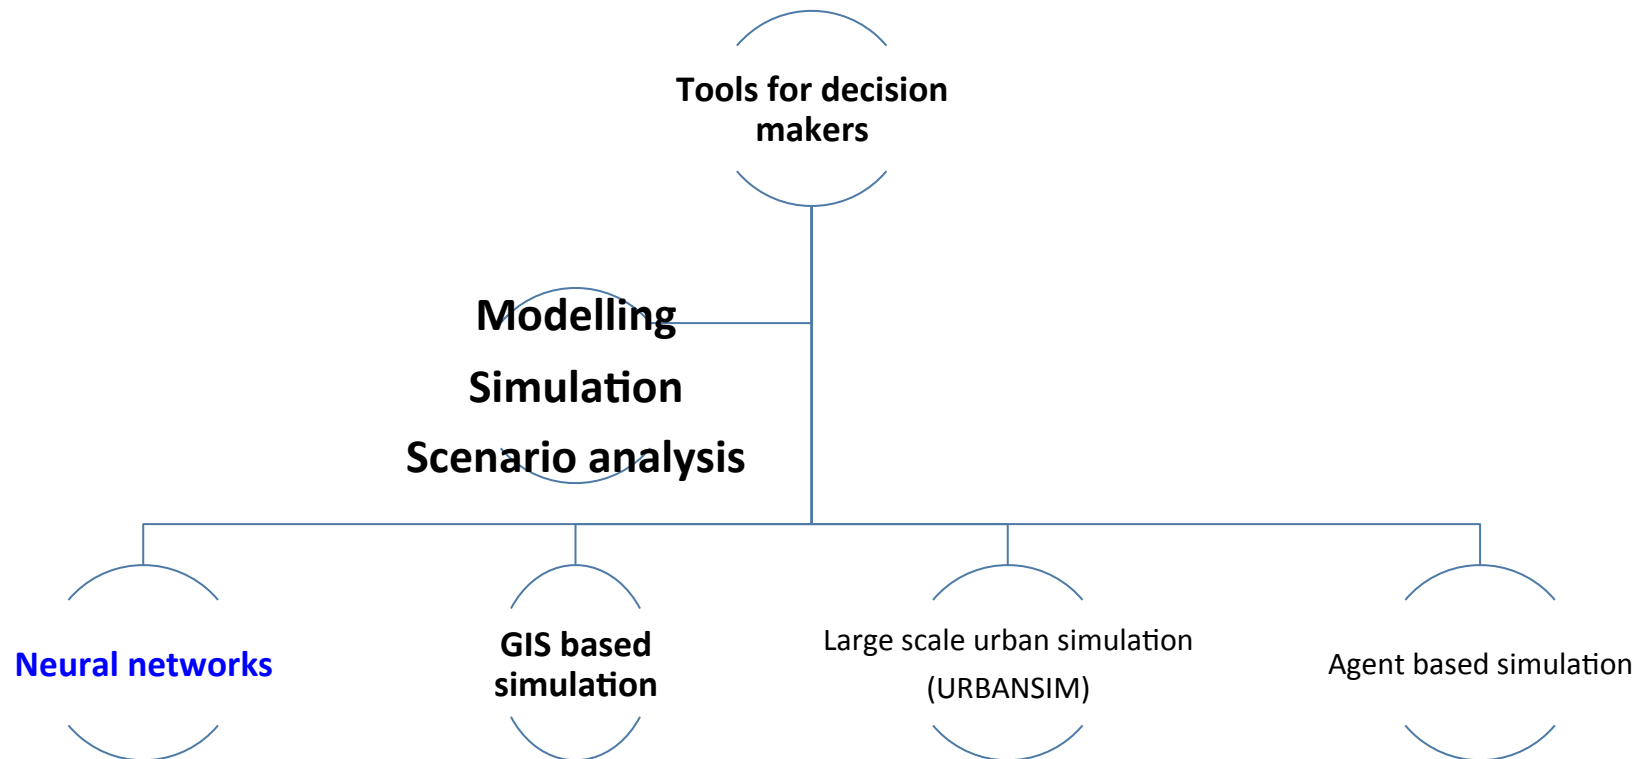 Tools for decision
makers
Modelling
Simulation
Scenario analysis
Neural networks
GIS based
simulation
Large scale urban simulation
(URBANSIM)
Agent based simulation